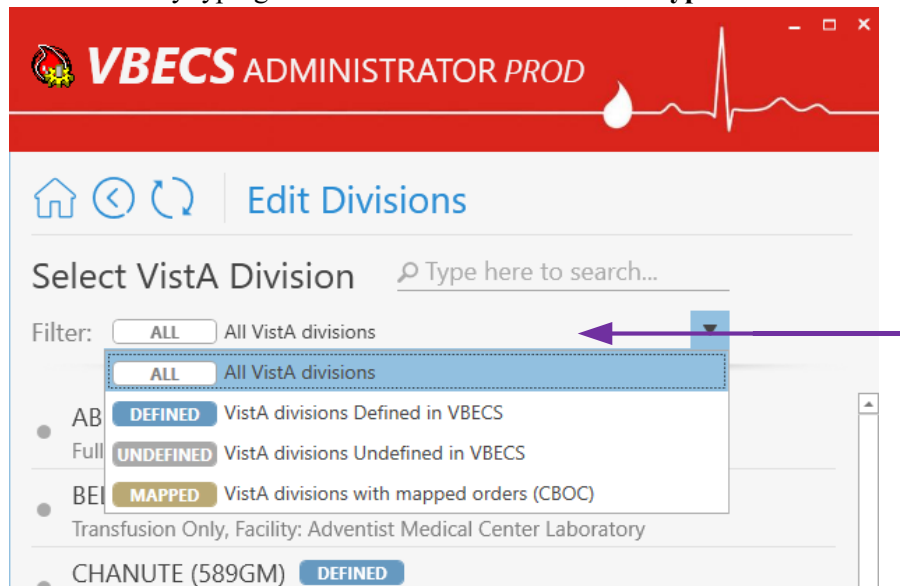 VBECS ADMINISTRATOR PROD
Edit Divisions
Select VistA Division Type here to search...
Filter: ALL All VistA divisions
ALL All VistA divisions
AB DEFINED VistA divisions Defined in VBECS
Full UNDEFINED VistA divisions Undefined in VBECS
BEL MAPPED VistA divisions with mapped orders (CBOC)
Transfusion Only, Facility: Adventist Medical Center Laboratory
CHANUTE (589GM) DEFINED